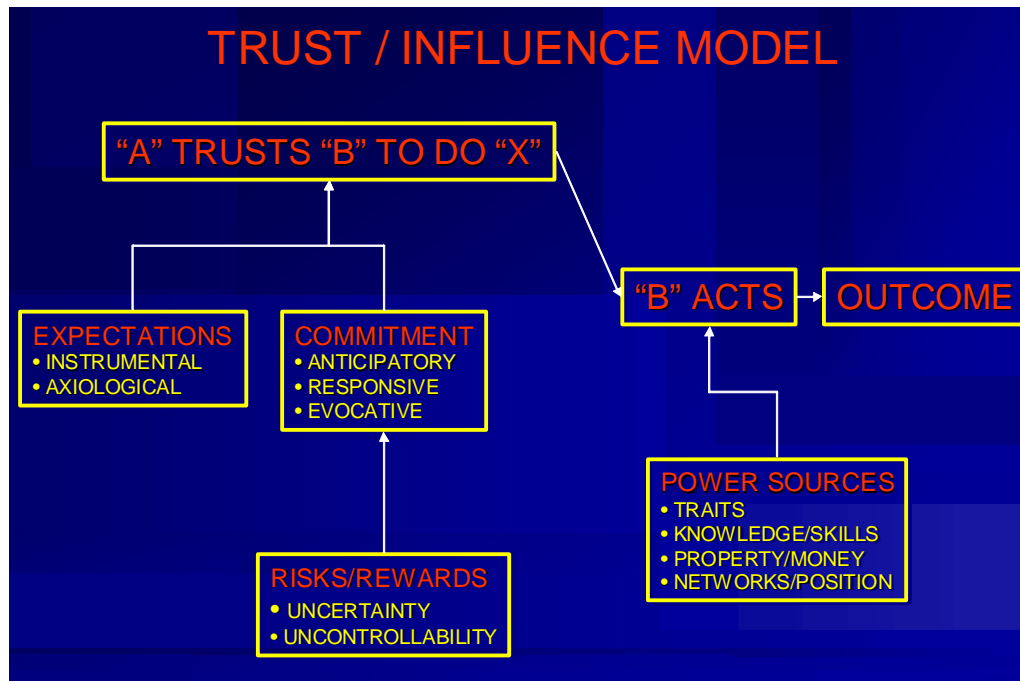 TRUST / INFLUENCE MODEL
“A” TRUSTS “B” TO DO “X”
“B” ACTS
OUTCOME
EXPECTATIONS
• INSTRUMENTAL
• AXIOLOGICAL
COMMITMENT
• ANTICIPATORY
• RESPONSIVE
• EVOCATIVE
POWER SOURCES
• TRAITS
• KNOWLEDGE/SKILLS
• PROPERTY/MONEY
• NETWORKS/POSITION
RISKS/REWARDS
• UNCERTAINTY
• UNCONTROLLABILITY